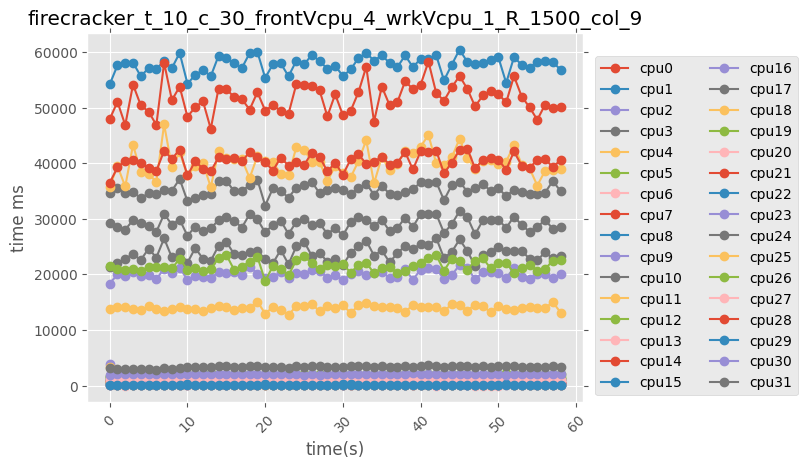 firecracker_t_10_c_30_frontVcpu_4_wrkVcpu_1_R_1500_col_9
60000
50000
40000
30000
20000
10000
0
time ms
0
10
20
30
40
50
60
time(s)
cpu0
cpu1
cpu2
cpu3
cpu4
cpu5
cpu6
cpu7
cpu8
cpu9
cpu10
cpu11
cpu12
cpu13
cpu14
cpu15
cpu16
cpu17
cpu18
cpu19
cpu20
cpu21
cpu22
cpu23
cpu24
cpu25
cpu26
cpu27
cpu28
cpu29
cpu30
cpu31